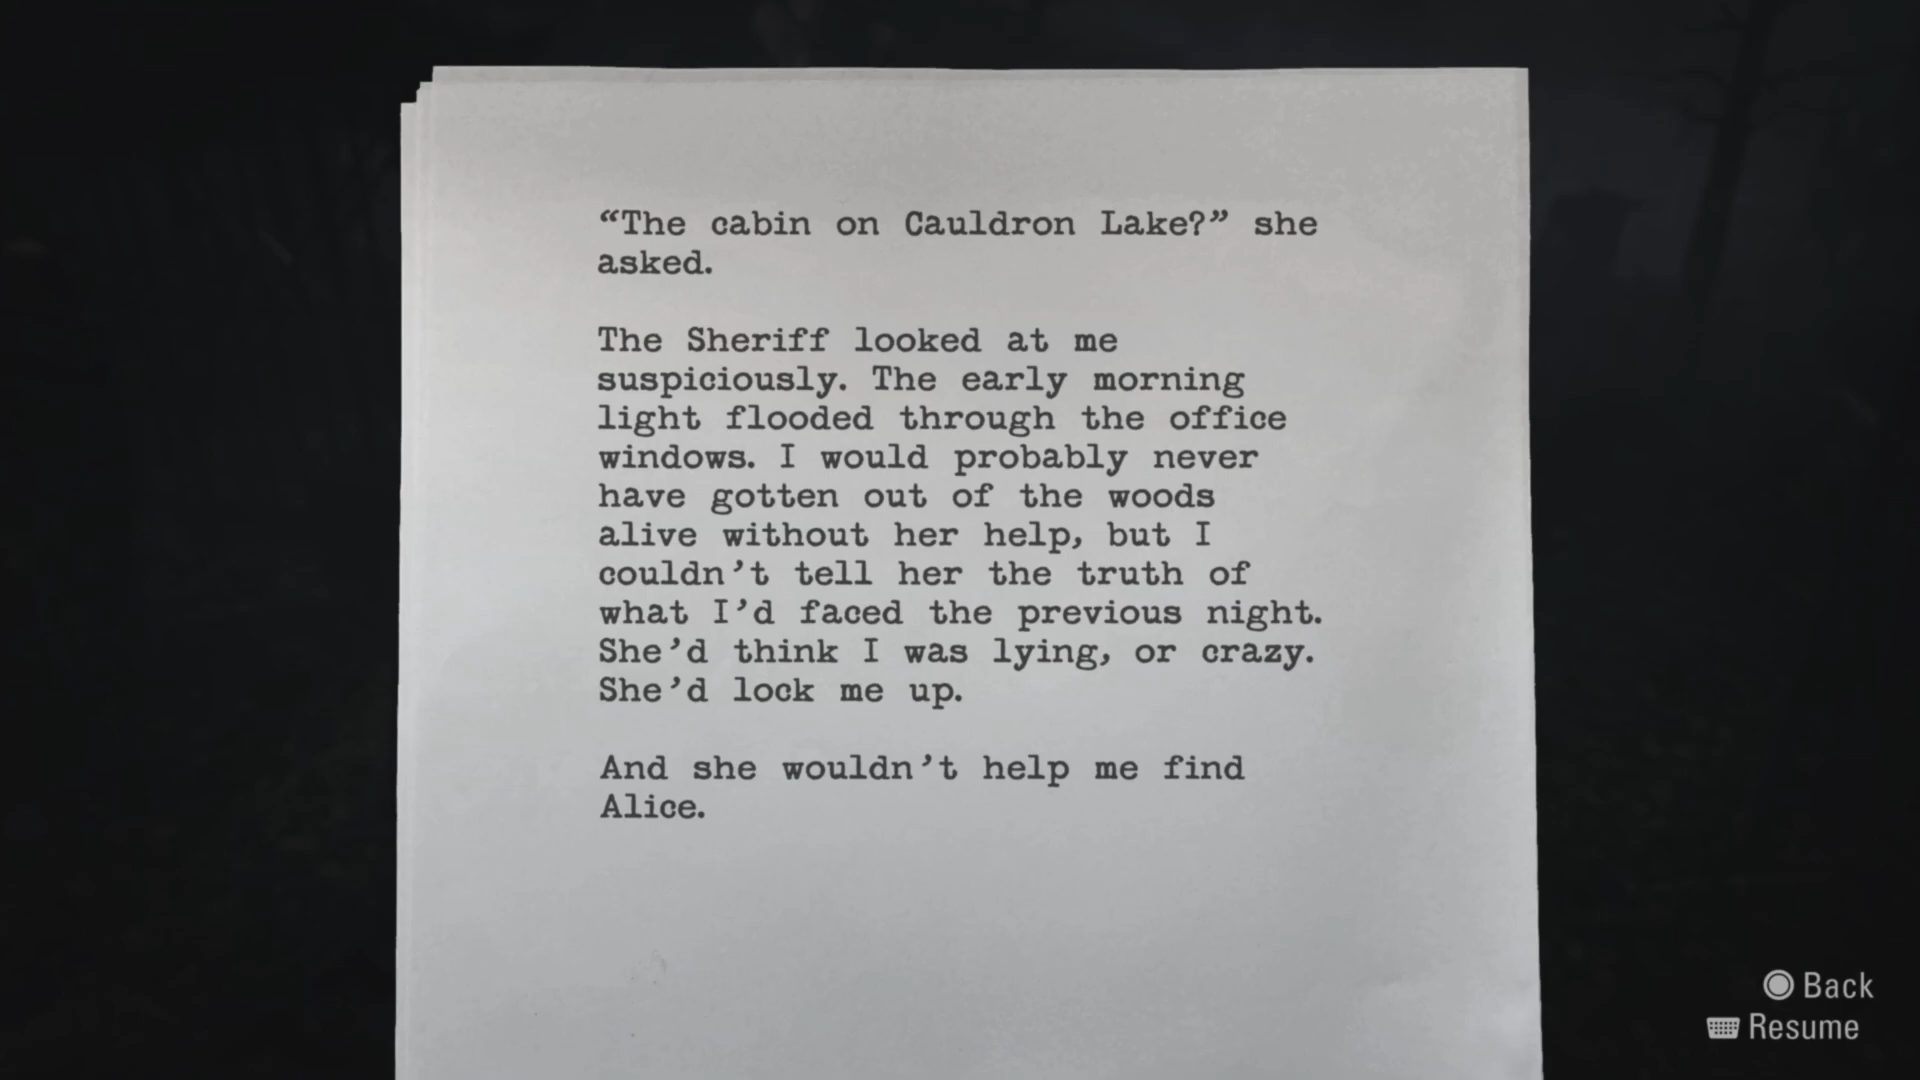 “The cabin on Cauldron Lake?” she
asked.
The Sheriff looked at me
suspiciously. The early morning
light flooded through the office
windows. I would probably never
have gotten out of the woods
alive without her help, but I
couldn’t tell her the truth of
what I’d faced the previous night.
She’d think I was lying, or crazy.
She’d lock me up.
And she wouldn’t help me find
Alice.
Back
Resume